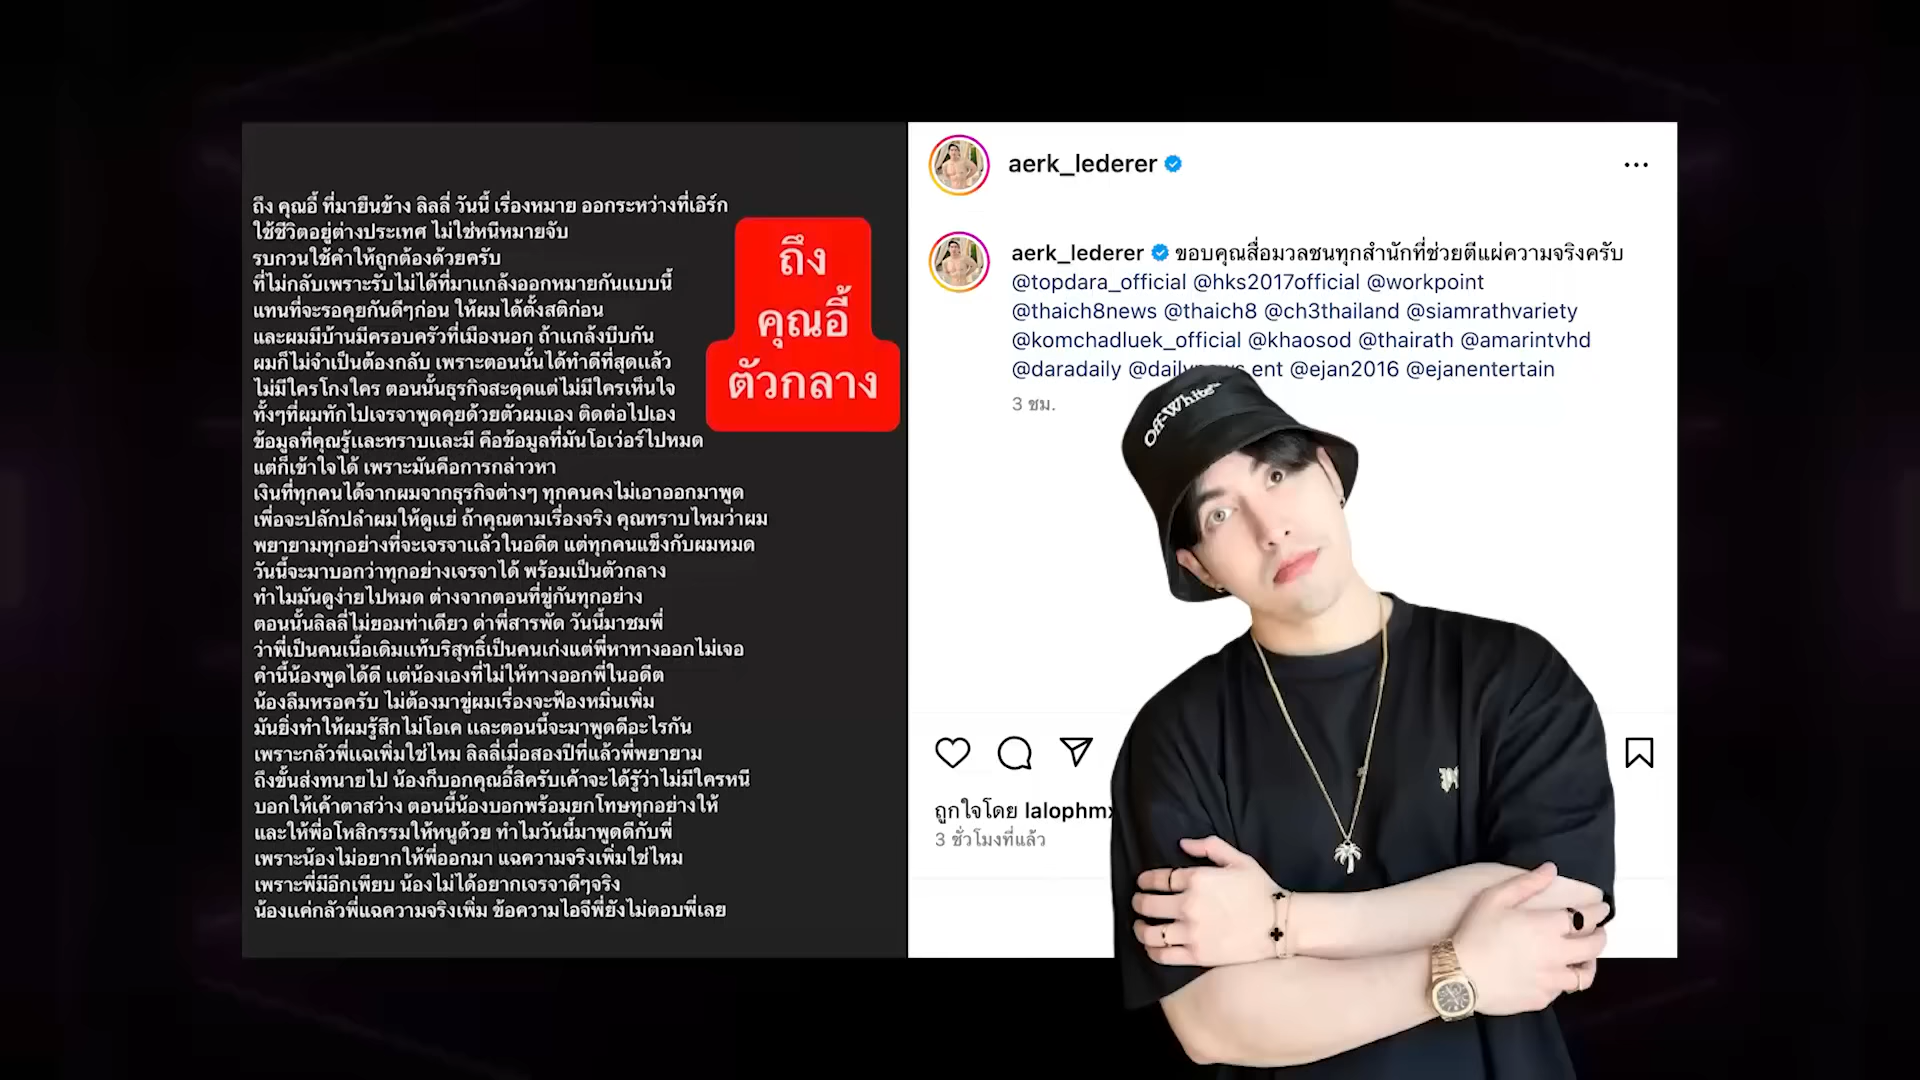 ถึง คุณอี้ ที่มายืนข้าง ลิลลี่ วันนี้ เรื่องหมาย ออกระหว่างที่เอิร์ก
ใช้ชีวิตอยู่ต่างประเทศ ไม่ใช่หนีหมายจับ
รบกวนใช้คำให้ถูกต้องด้วยครับ
ที่ไม่กลับเพราะรับไม่ได้ที่มาแกล้งออกหมายกันแบบนี้
แทนที่จะรอคุยกันดีๆก่อน ให้ผมได้ตั้งสติก่อน
และผมมีบ้านมีครอบครัวที่เมืองนอก ถ้าแกล้งบีบกัน
ผมก็ไม่จำเป็นต้องกลับ เพราะตอนนั้นได้ทำดีที่สุดแล้ว
ไม่มีใครโกงใคร ตอนนั้นธุรกิจสะดุดแต่ไม่มีใครเห็นใจ
ทั้งๆที่ผมทักไปเจรจาพูดคุยด้วยตัวผมเอง ติดต่อไปเอง
ข้อมูลที่คุณรู้และทราบและมี คือข้อมูลที่มันโอเว่อร์ไปหมด
แต่ก็เข้าใจได้ เพราะมันคือการกล่าวหา
เงินที่ทุกคนได้จากผมจากธุรกิจต่างๆ ทุกคนคงไม่เอาออกมาพูด
เพื่อจะปลักปลำผมให้ดูแย่ ถ้าคุณตามเรื่องจริง คุณทราบไหมว่าผม
พยายามทุกอย่างที่จะเจรจาแล้วในอดีต แต่ทุกคนแข็งกับผมหมด
วันนี้จะมาบอกว่าทุกอย่างเจรจาได้ พร้อมเป็นตัวกลาง
ทำไมมันดูง่ายไปหมด ต่างจากตอนที่ขู่กันทุกอย่าง
ตอนนั้นลิลลี่ไม่ยอมท่าเดียว ด่าพี่สารพัด วันนี้มาชมพี่
ว่าพี่เป็นคนเนื้อเดิมแท้บริสุทธิ์เป็นคนเก่งแต่พี่หาทางออกไม่เจอ
คำนี้น้องพูดได้ดี แต่น้องเองที่ไม่ให้ทางออกพี่ในอดีต
น้องลืมหรอครับ ไม่ต้องมาขู่ผมเรื่องจะฟ้องหมิ่นเพิ่ม
มันยิ่งทำให้ผมรู้สึกไม่โอเค และตอนนี้จะมาพูดดีอะไรกัน
เพราะกลัวพี่แฉเพิ่มใช่ไหม ลิลลี่เมื่อสองปีที่แล้วพี่พยายาม
ถึงขั้นส่งทนายไป น้องก็บอกคุณอี้สิครับเค้าจะได้รู้ว่าไม่มีใครหนี
บอกให้เค้าตาสว่าง ตอนนี้น้องบอกพร้อมยกโทษทุกอย่างให้
และให้พี่อโหสิกรรมให้หนูด้วย ทำไมวันนี้มาพูดดีกับพี่
เพราะน้องไม่อยากให้พี่ออกมา แฉความจริงเพิ่มใช่ไหม
เพราะพี่มีอีกเพียบ น้องไม่ได้อยากเจรจาดีๆจริง
น้องแค่กลัวพี่แฉความจริงเพิ่ม ข้อความไอจีพี่ยังไม่ตอบพี่เลย
ถึง
คุณอี้
ตัวกลาง
aerk_lederer
aerk_lederer ขอบคุณสื่อมวลชนทุกสำนักที่ช่วยตีแผ่ความจริงครับ
@topdara_official @hks2017official @workpoint
@thaich8news @thaich8 @ch3thailand @siamrathvariety
@komchadluek_official @khaosod @thairath @amarintvhd
@daradaily ent @ejan2016 @ejanentertain
3 ชม.
Off-White™
ถูกใจโดย
3 ชั่วโมงที่แล้ว